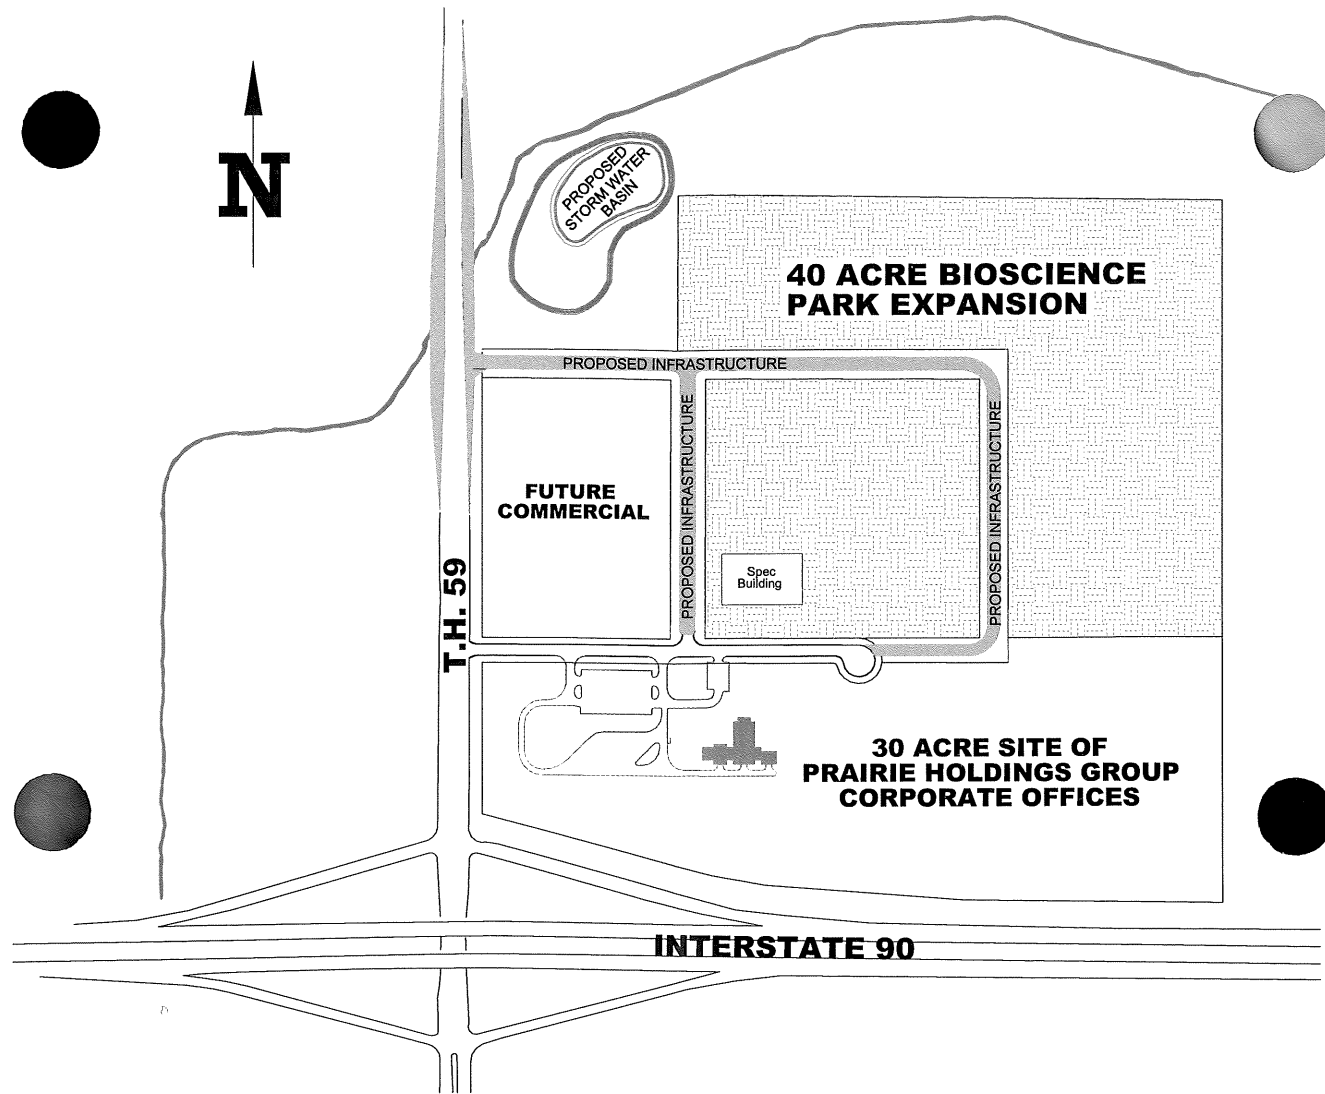 N
PROPOSED
STORM WATER
BASIN
40 ACRE BIOSCIENCE
PARK EXPANSION
PROPOSED INFRASTRUCTURE
PROPOSED INFRASTRUCTURE
PROPOSED INFRASTRUCTURE
FUTURE
COMMERCIAL
Spec
Building
T.H. 59
30 ACRE SITE OF
PRAIRIE HOLDINGS GROUP
CORPORATE OFFICES
INTERSTATE 90